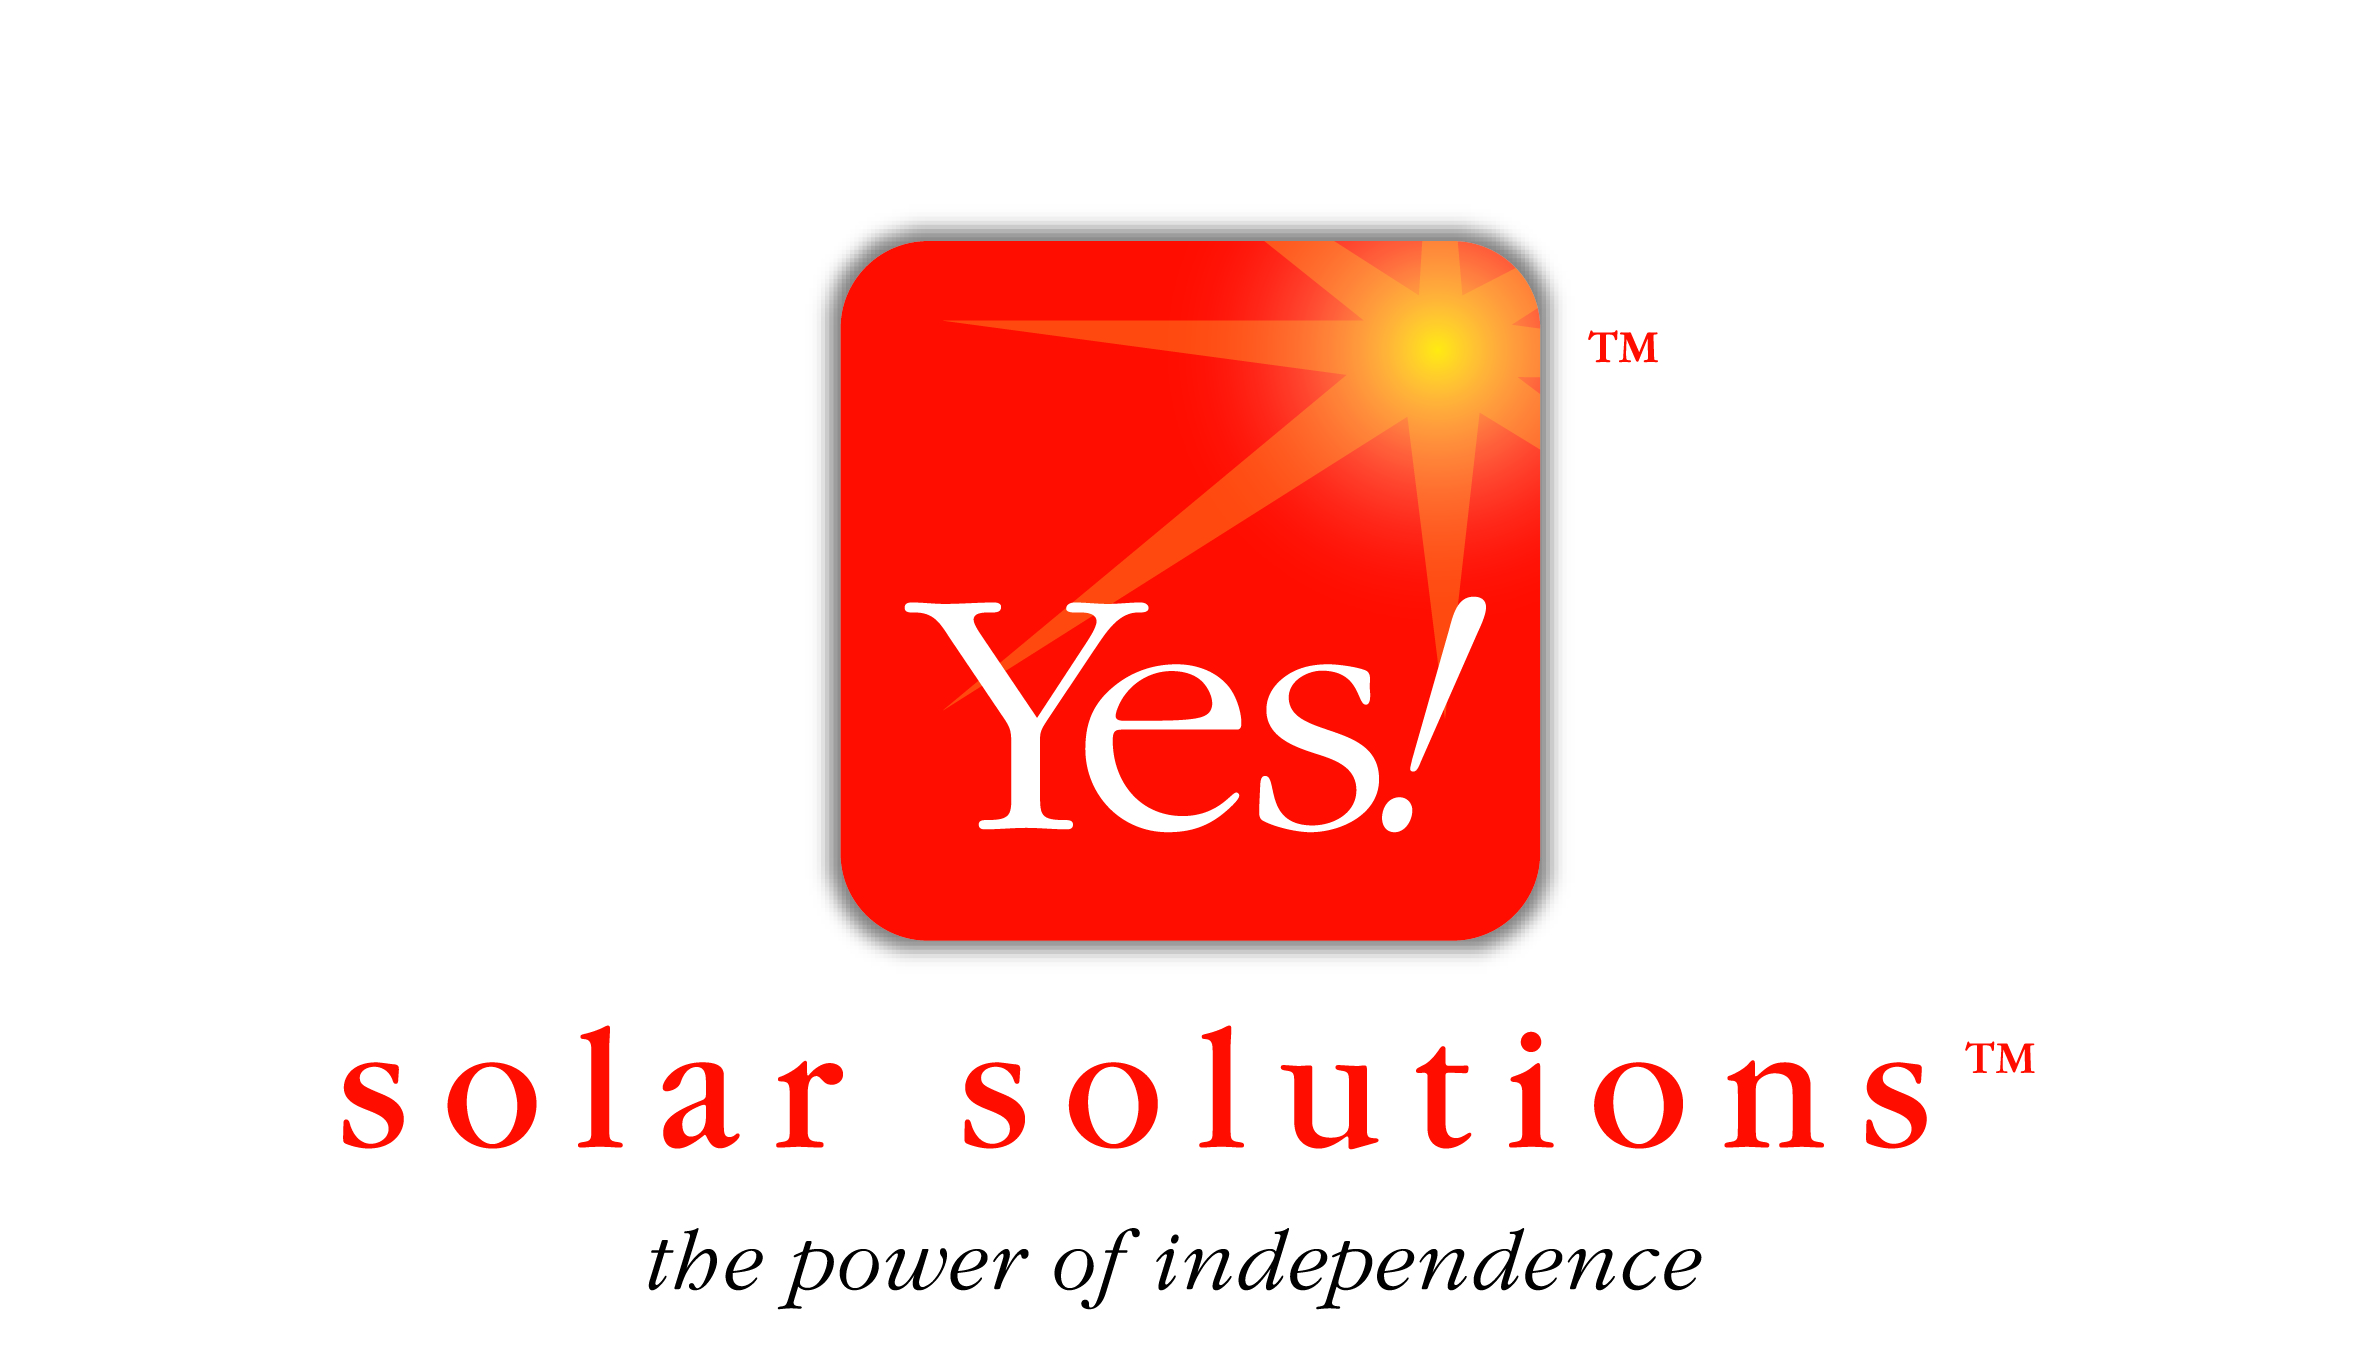 Yes!
™
solar solutions™
the power of independence